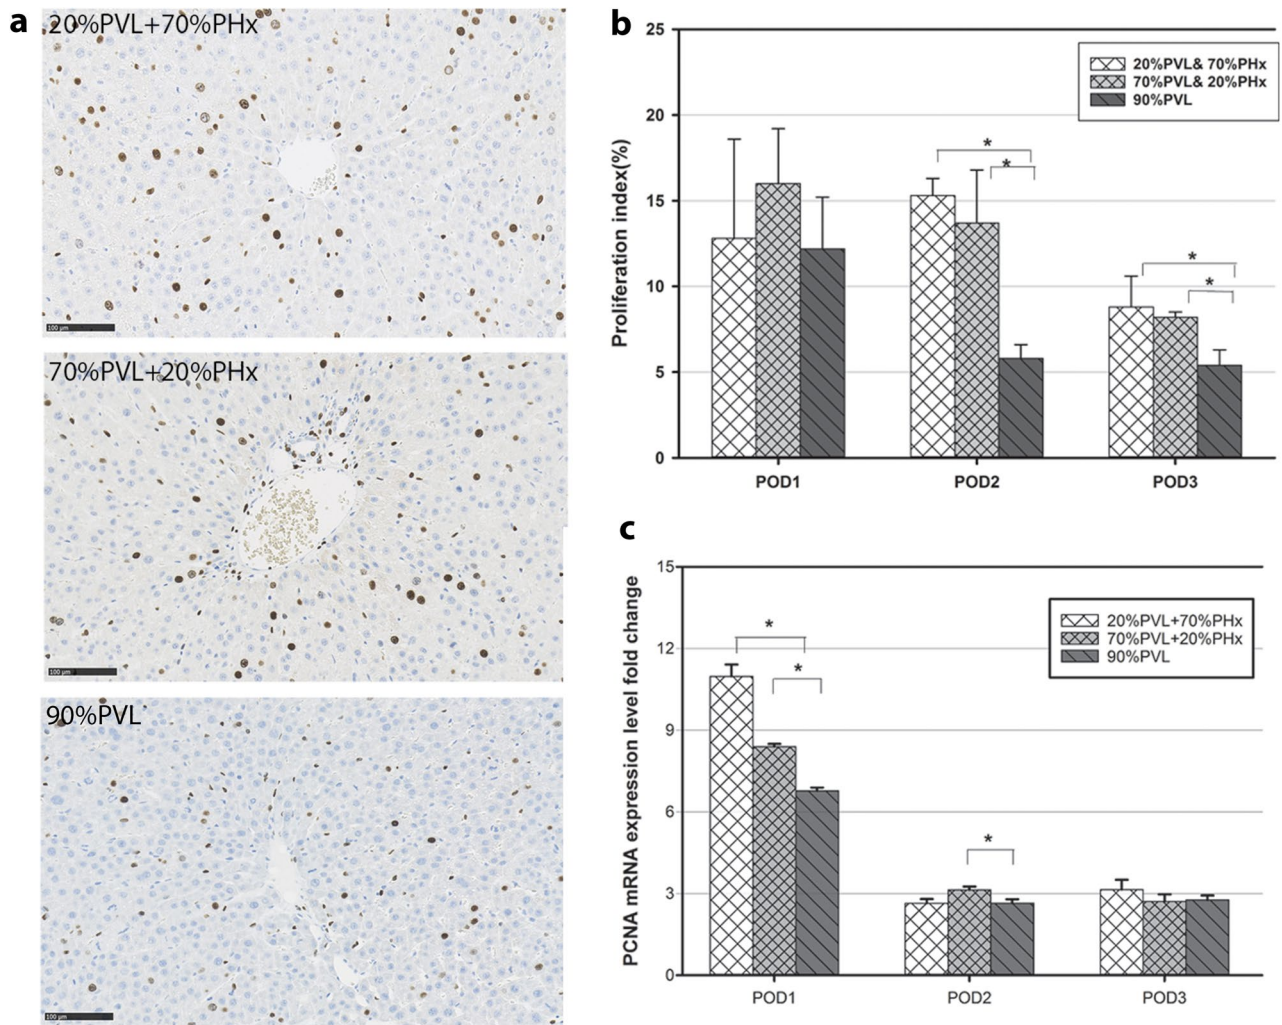 a
20%PVL+70%PHx
100 µm
70%PVL+20%PHx
100 µm
90%PVL
100 µm
b
Proliferation index(%)
25
20
15
10
5
0
20%PVL& 70%PHx
70%PVL& 20%PHx
90%PVL
*
*
*
*
POD1
POD2
POD3
c
PCNA mRNA expression level fold change
15
12
9
6
3
0
20%PVL+70%PHx
70%PVL+20%PHx
90%PVL
*
*
*
POD1
POD2
POD3